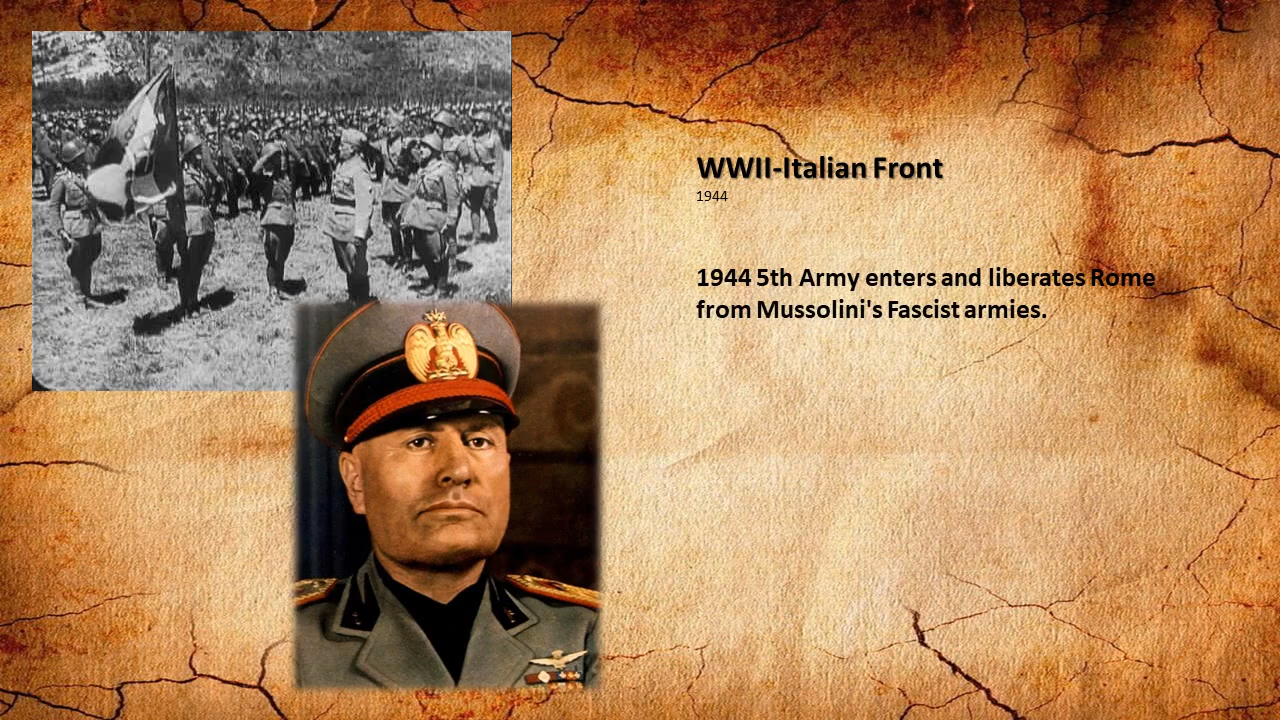 WWII-Italian Front
1944
1944 5th Army enters and liberates Rome
from Mussolini's Fascist armies.